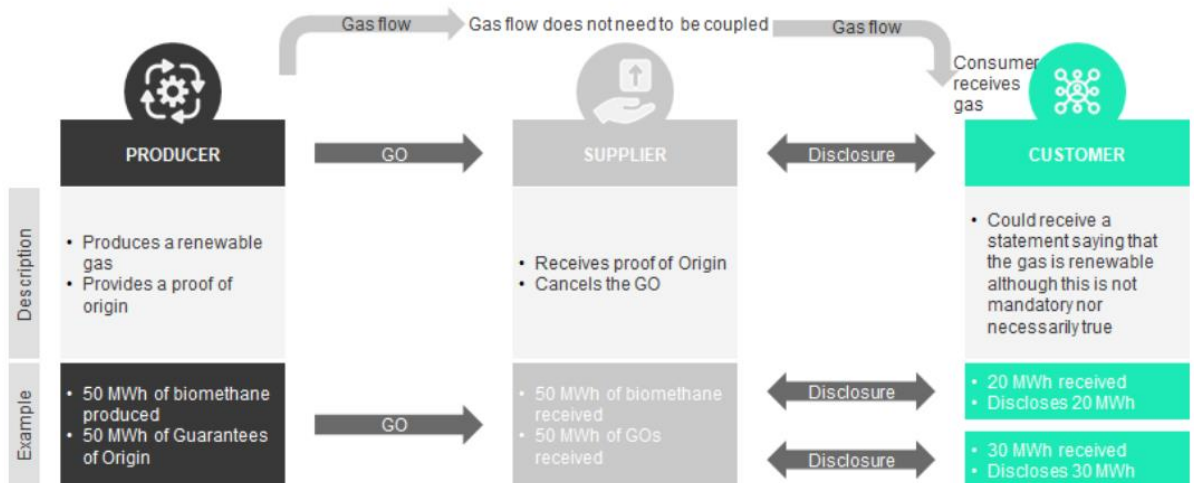 Gas flow
Gas flow does not need to be coupled
Gas flow
Consumer
receives
gas
PRODUCER
GO
SUPPLIER
Disclosure
CUSTOMER
Description
• Produces a renewable
gas
• Provides a proof of
origin
• Receives proof of Origin
• Cancels the GO
• Could receive a
statement saying that
the gas is renewable
although this is not
mandatory nor
necessarily true
Example
• 50 MWh of biomethane
produced
• 50 MWh of Guarantees
of Origin
GO
• 50 MWh of biomethane
received
• 50 MWh of GOs
received
Disclosure
• 20 MWh received
• Discloses 20 MWh
Disclosure
• 30 MWh received
• Discloses 30 MWh